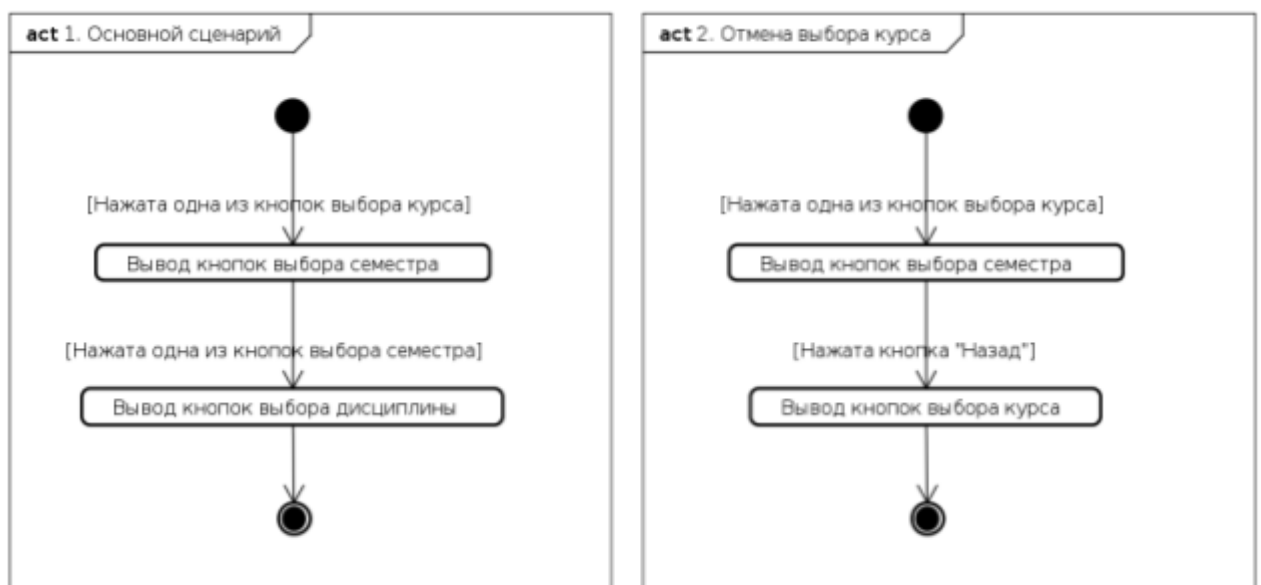 act 1. Основной сценарий
[Нажата одна из кнопок выбора курса]
Вывод кнопок выбора семестра
[Нажата одна из кнопок выбора семестра]
Вывод кнопок выбора дисциплины
act 2. Отмена выбора курса
[Нажата одна из кнопок выбора курса]
Вывод кнопок выбора семестра
[Нажата кнопка "Назад"]
Вывод кнопок выбора курса